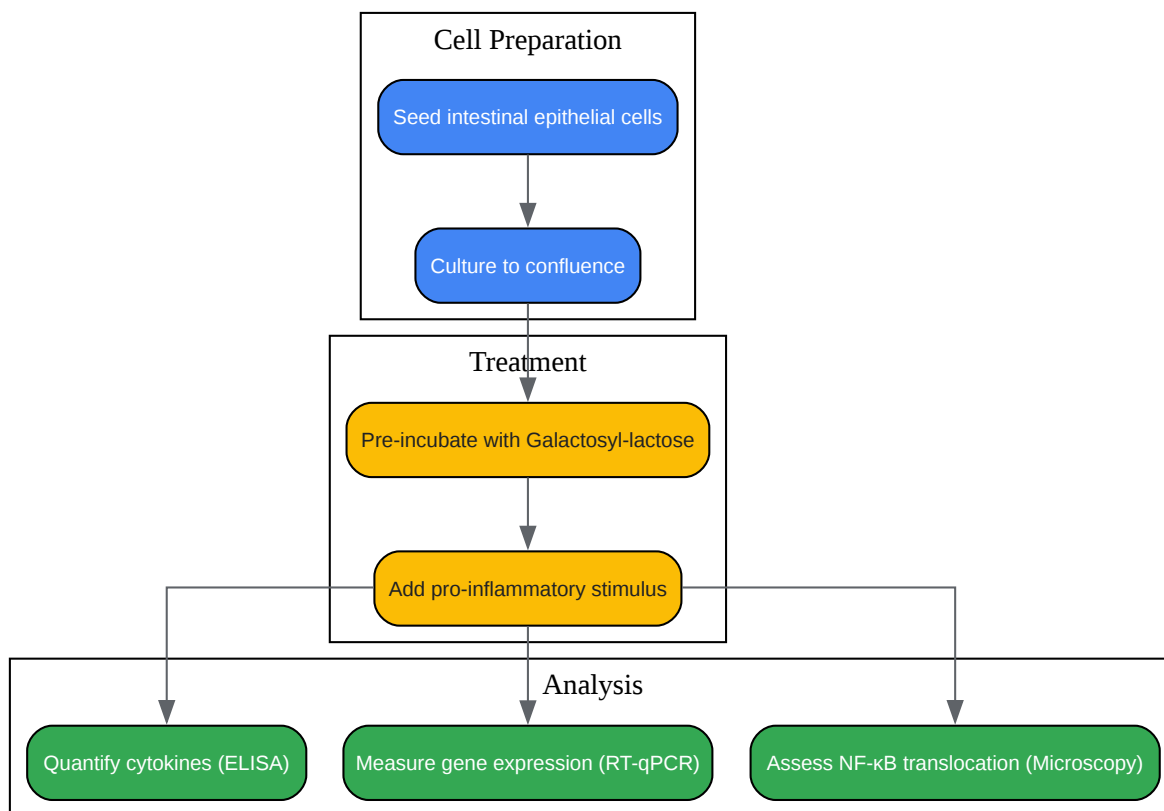 Cell Preparation
Seed intestinal epithelial cells
Culture to confluence
Treatment
Pre-incubate with Galactosyl-lactose
Add pro-inflammatory stimulus
Analysis
Quantify cytokines (ELISA)
Measure gene expression (RT-qPCR)
Assess NF-κB translocation (Microscopy)